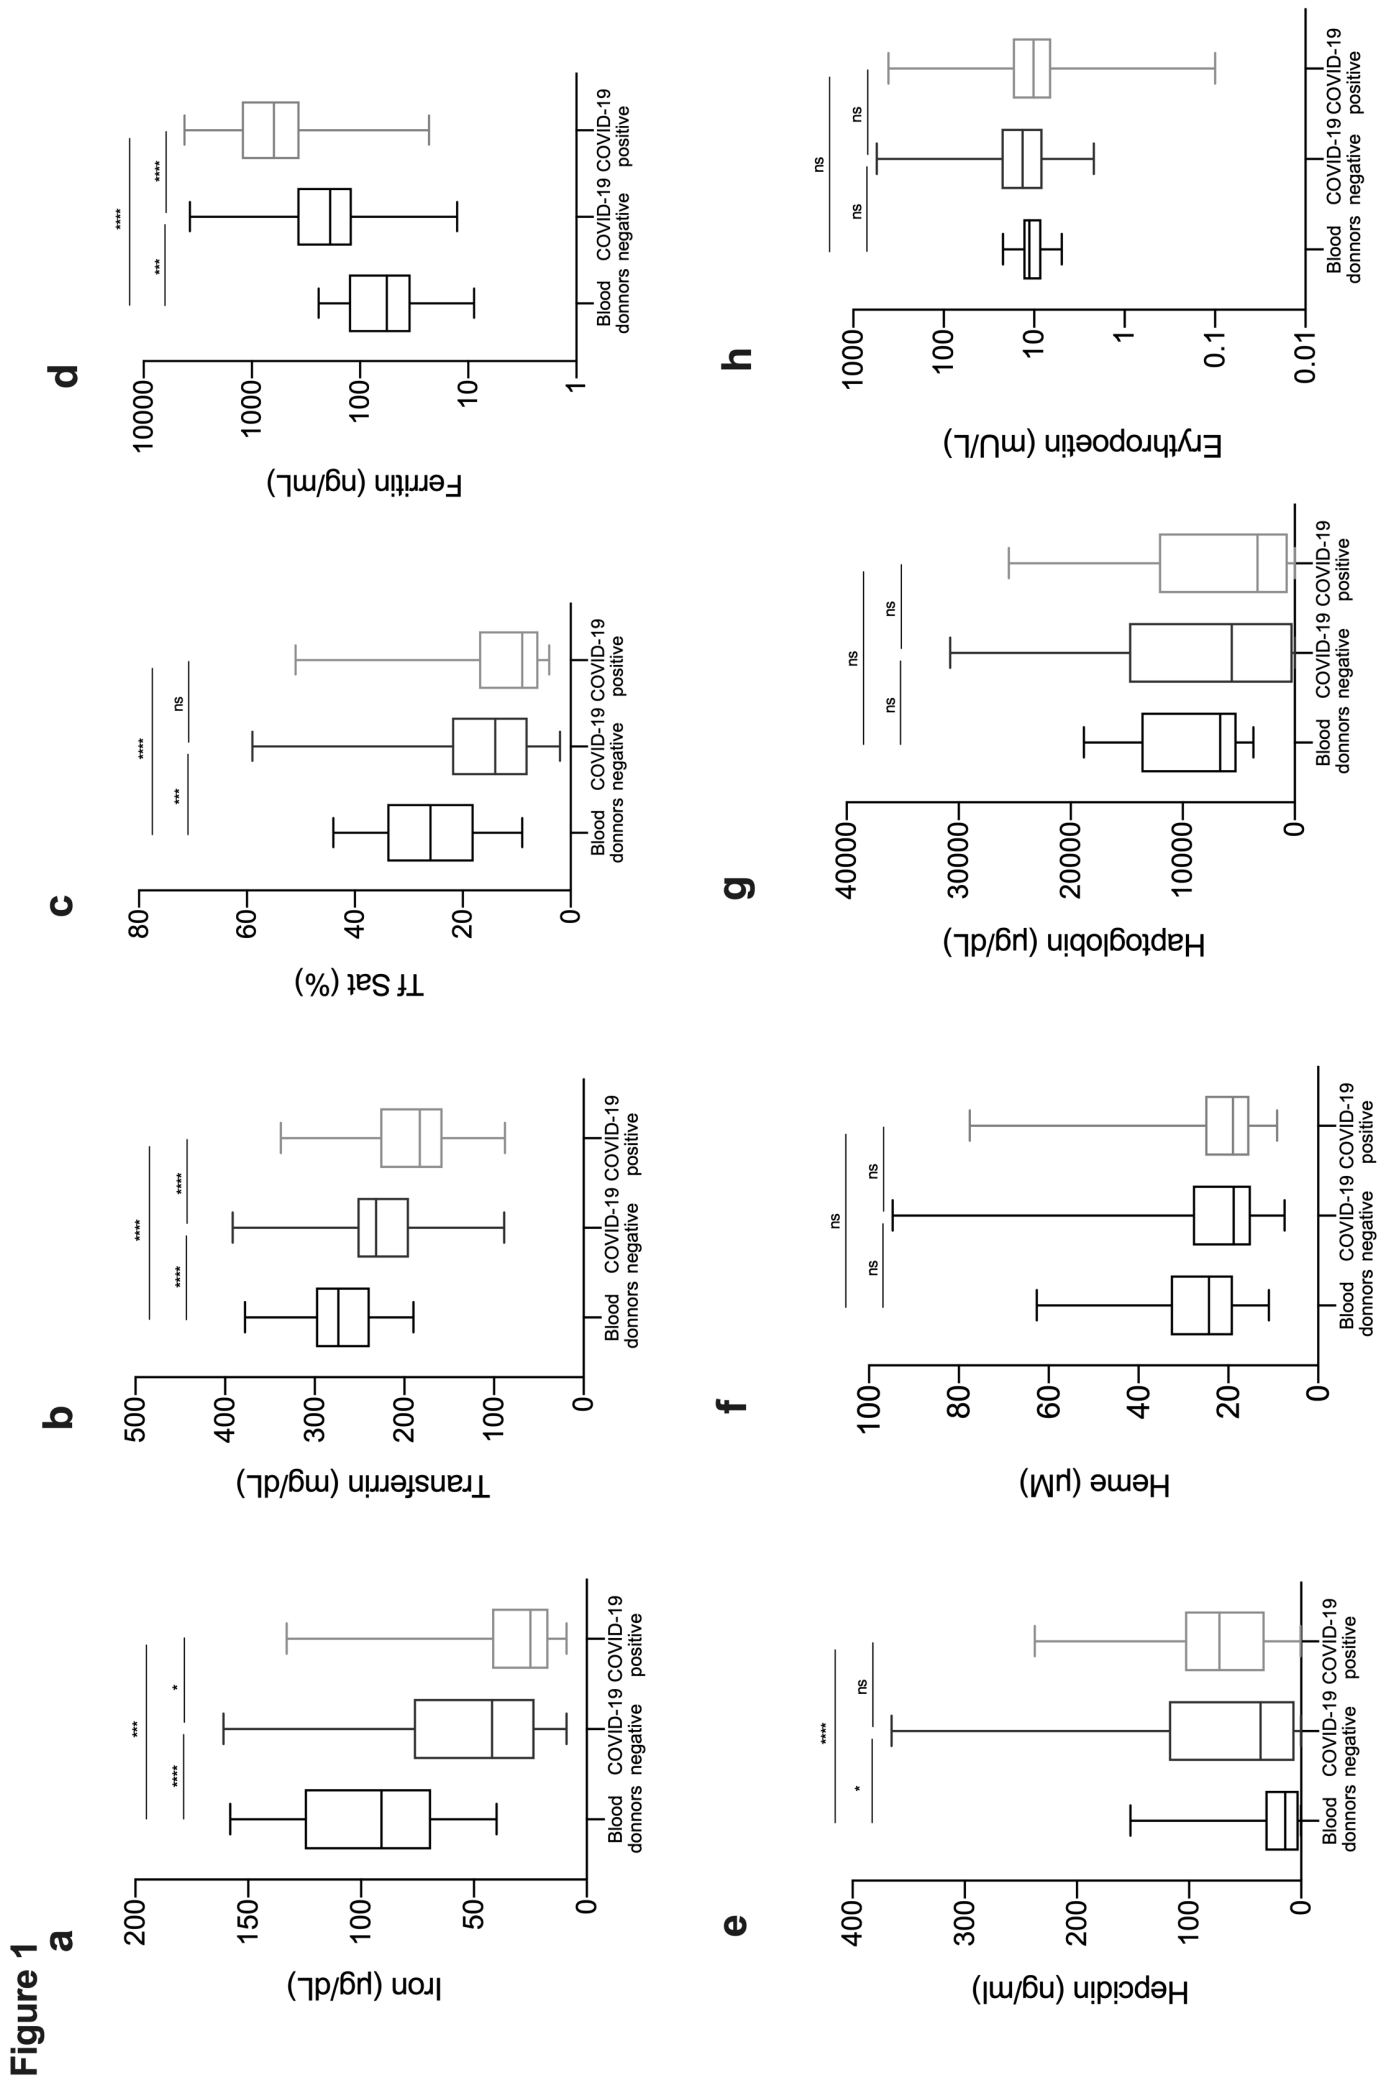 Figure 1
a
Iron (µg/dL)
200
150
100
50
0
***
****
*
Blood
donnors
COVID-19
negative
COVID-19
positive
b
Transferrin (mg/dL)
500
400
300
200
100
0
****
****
****
Blood
donnors
COVID-19
negative
COVID-19
positive
c
Tf Sat (%)
80
60
40
20
0
****
***
ns
Blood
donnors
COVID-19
negative
COVID-19
positive
d
Ferritin (ng/mL)
10000
1000
100
10
1
****
***
****
Blood
donnors
COVID-19
negative
COVID-19
positive
e
Hepcidin (ng/ml)
400
300
200
100
0
****
*
ns
Blood
donnors
COVID-19
negative
COVID-19
positive
f
Heme (µM)
100
80
60
40
20
0
ns
ns
ns
Blood
donnors
COVID-19
negative
COVID-19
positive
g
Haptoglobin (µg/dL)
40000
30000
20000
10000
0
ns
ns
ns
Blood
donnors
COVID-19
negative
COVID-19
positive
h
Erythropoetin (mU/L)
1000
100
10
1
0.1
0.01
ns
ns
ns
Blood
donnors
COVID-19
negative
COVID-19
positive